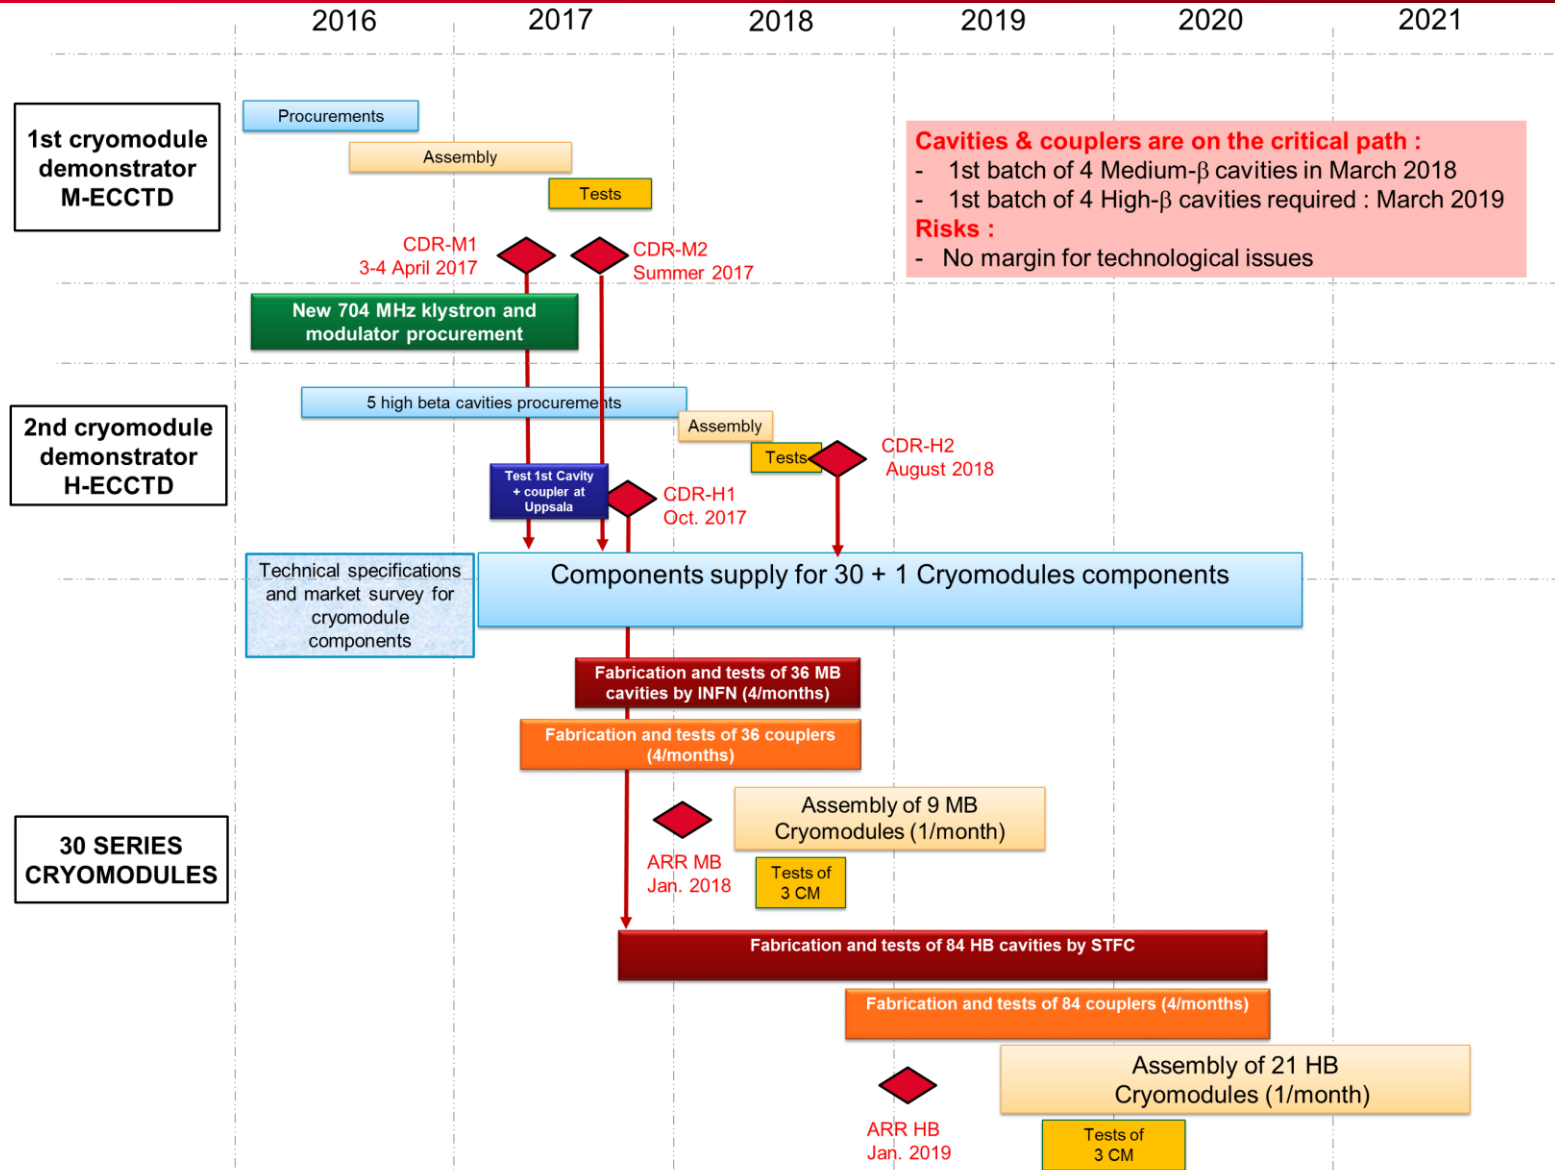 2016
2017
2018
2019
2020
2021
1st cryomodule
demonstrator
M-ECCTD
Procurements
Assembly
Tests
Cavities & couplers are on the critical path :
- 1st batch of 4 Medium-β cavities in March 2018
- 1st batch of 4 High-β cavities required : March 2019
Risks :
- No margin for technological issues
CDR-M1
3-4 April 2017
CDR-M2
Summer 2017
New 704 MHz klystron and
modulator procurement
2nd cryomodule
demonstrator
H-ECCTD
5 high beta cavities procurements
Assembly
Tests
CDR-H2
August 2018
Test 1st Cavity
+ coupler at
Uppsala
CDR-H1
Oct. 2017
Technical specifications
and market survey for
cryomodule
components
Components supply for 30 + 1 Cryomodules components
Fabrication and tests of 36 MB
cavities by INFN (4/months)
Fabrication and tests of 36 couplers
(4/months)
30 SERIES
CRYOMODULES
Assembly of 9 MB
Cryomodules (1/month)
ARR MB
Jan. 2018
Tests of
3 CM
Fabrication and tests of 84 HB cavities by STFC
Fabrication and tests of 84 couplers (4/months)
Assembly of 21 HB
Cryomodules (1/month)
ARR HB
Jan. 2019
Tests of
3 CM